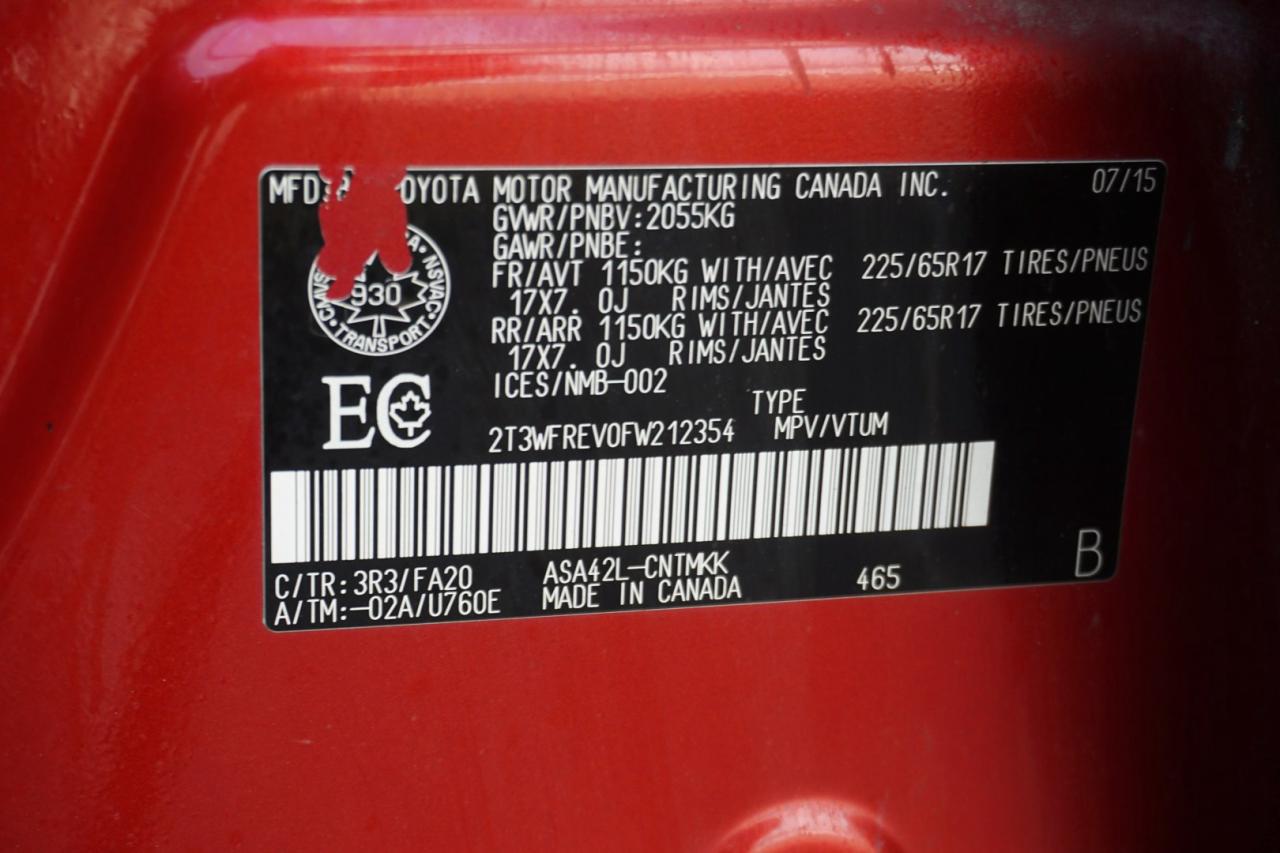 MFD OYOTA MOTOR MANUFACTURING CANADA INC. 07/15
GVWR/PNBV:2055KG
GAWR/PNBE:
FR/AVT 1150KG WITH/AVEC 225/65R17 TIRES/PNEUS
17X7. 0J RIMS/JANTES
RR/ARR 1150KG WITH/AVEC 225/65R17 TIRES/PNEUS
17X7. 0J RIMS/JANTES
ICES/NMB-002
930
TRANSPORT · NSVAC · CMVSS
EC
TYPE
2T3WFREV0FW212354 MPV/VTUM
C/TR:3R3/FA20 ASA42L-CNTMKK 465 B
A/TM:-02A/U760E MADE IN CANADA